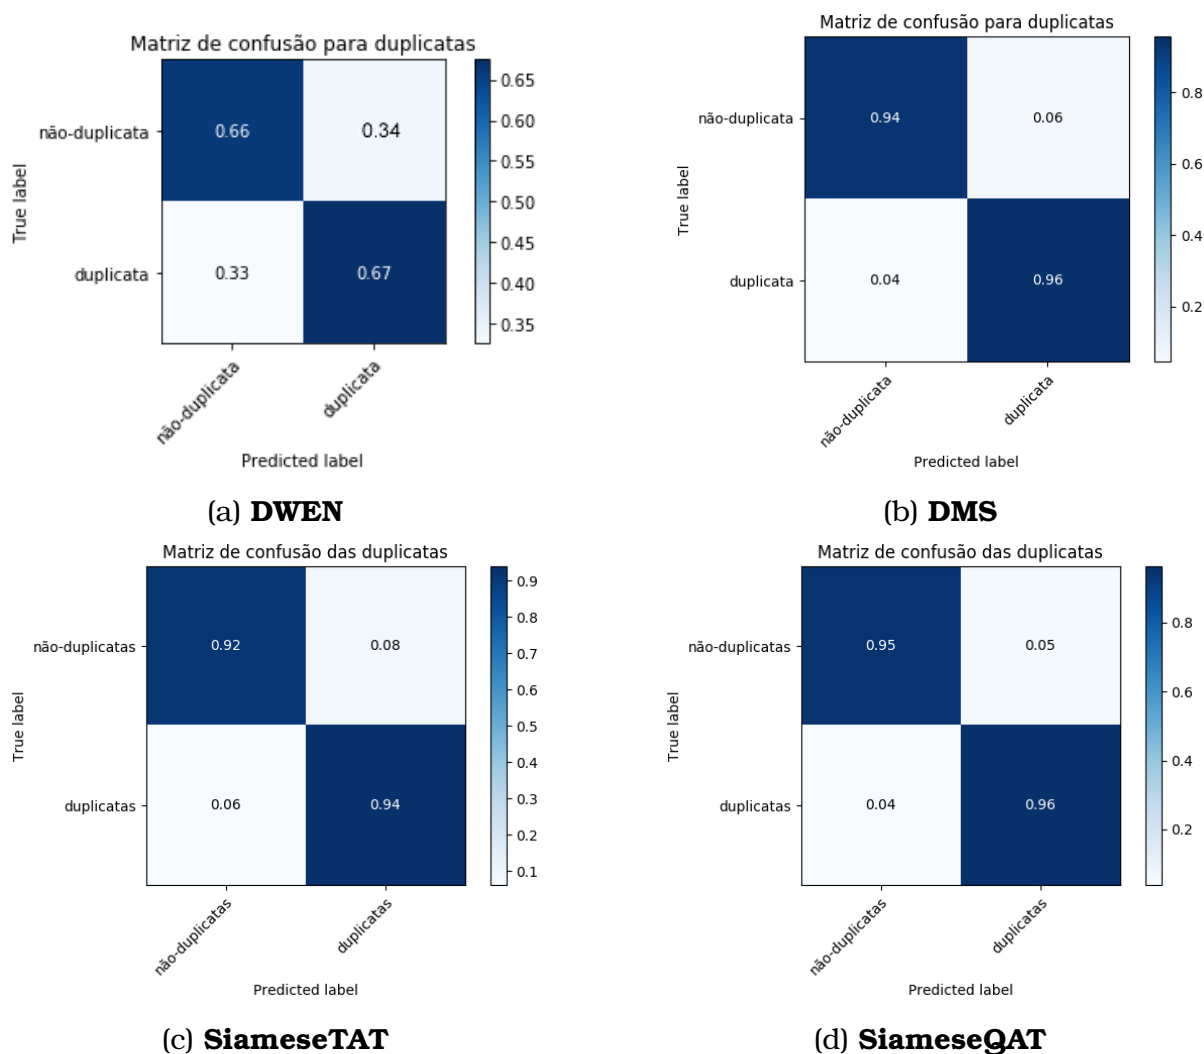 Matriz de confusão para duplicatas
não-duplicata
duplicata
True label
0.66
0.34
0.33
0.67
0.65
0.60
0.55
0.50
0.45
0.40
0.35
não-duplicata
duplicata
Predicted label
(a) DWEN
Matriz de confusão para duplicatas
não-duplicata
duplicata
True label
0.94
0.06
0.04
0.96
0.8
0.6
0.4
0.2
não-duplicata
duplicata
Predicted label
(b) DMS
Matriz de confusão das duplicatas
não-duplicatas
duplicatas
True label
0.92
0.08
0.06
0.94
0.9
0.8
0.7
0.6
0.5
0.4
0.3
0.2
0.1
não-duplicatas
duplicatas
Predicted label
(c) SiameseTAT
Matriz de confusão das duplicatas
não-duplicatas
duplicatas
True label
0.95
0.05
0.04
0.96
0.8
0.6
0.4
0.2
não-duplicatas
duplicatas
Predicted label
(d) SiameseQAT